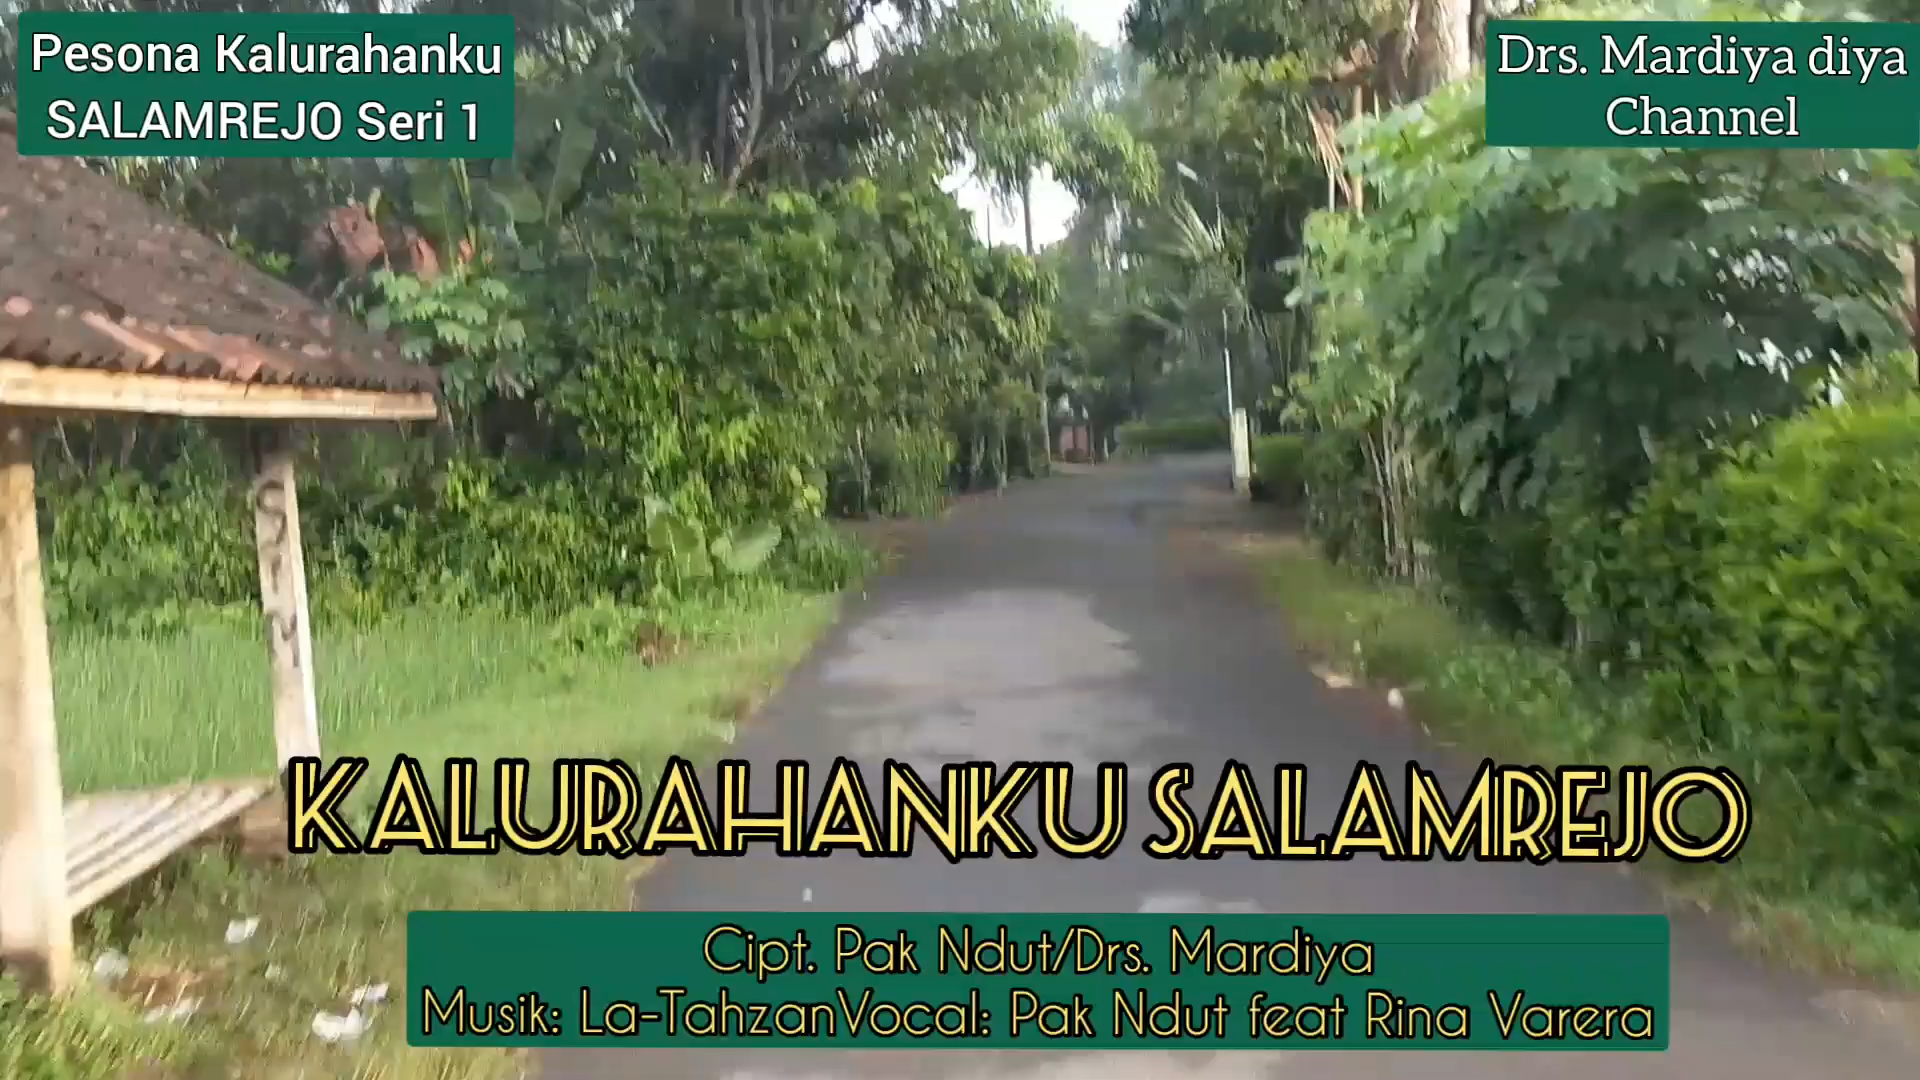 Pesona Kalurahanku
SALAMREJO Seri 1
Drs. Mardiya diya
Channel
KALURAHANKU SALAMREJO
Cipt. Pak Ndut/Drs. Mardiya
Musik: La-TahzanVocal: Pak Ndut feat Rina Varera